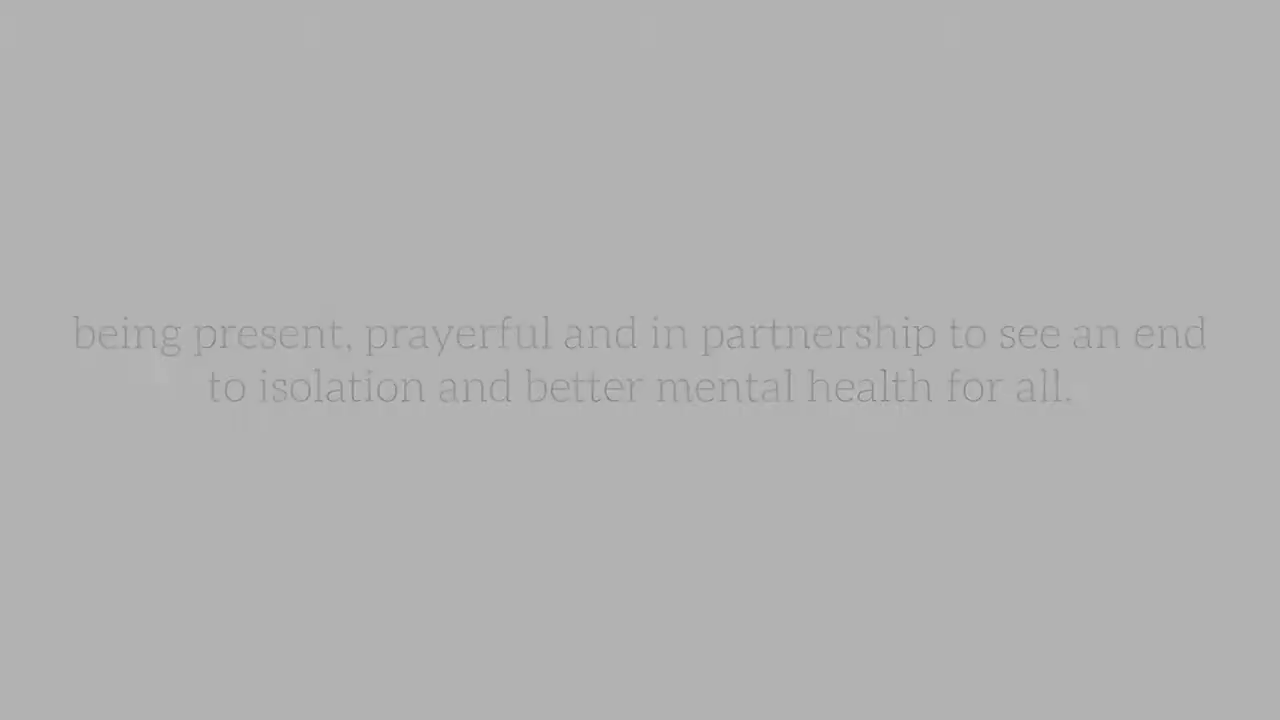 being present, prayerful and in partnership to see an end
to isolation and better mental health for all.